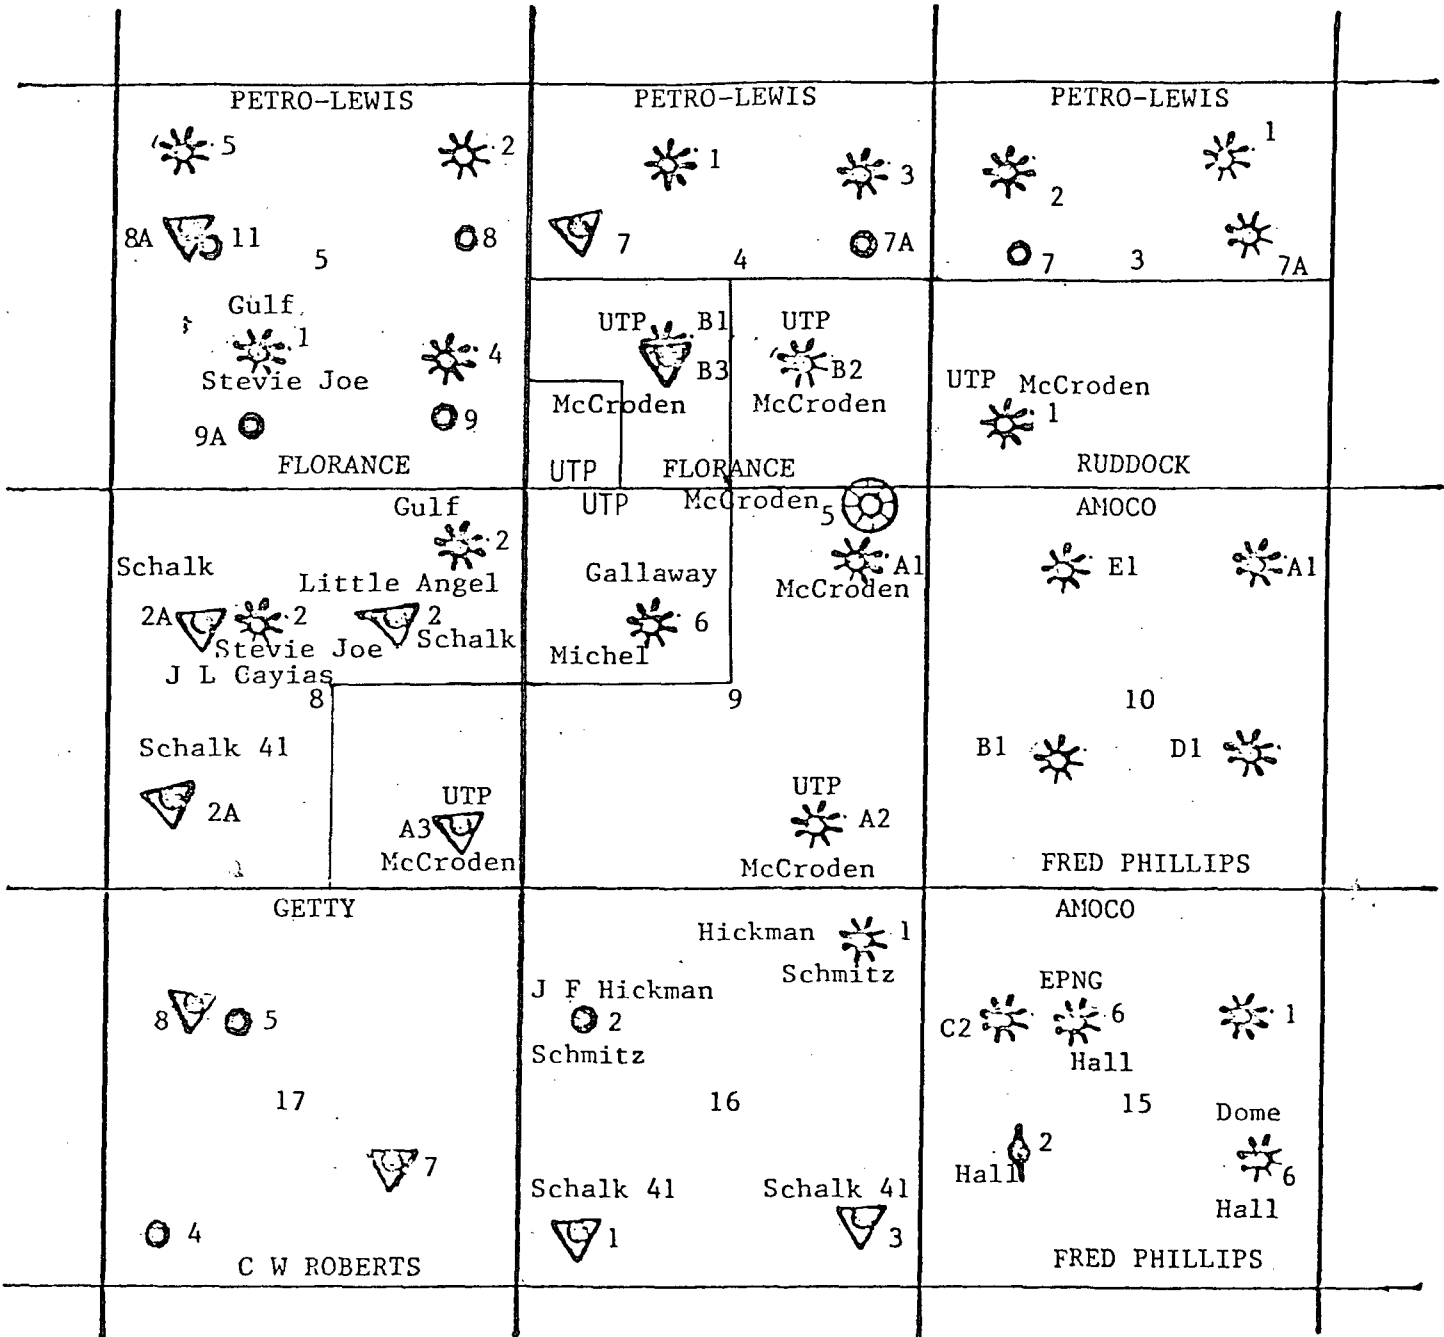 PETRO-LEWIS
5
2
8A
11
8
5
Gulf
1
4
Stevie Joe
9A
9
FLORANCE
PETRO-LEWIS
1
3
7
7A
4
UTP
B1
UTP
B3
B2
McCroden
McCroden
UTP
FLORANCE
PETRO-LEWIS
1
2
7
3
7A
UTP McCroden
1
RUDDOCK
Gulf
2
Schalk
Little Angel
2A
2
2
Stevie Joe
Schalk
J L Gayias
8
Schalk 41
2A
UTP
A3
McCroden
UTP
McCroden
5
A1
McCroden
Gallaway
6
Michel
9
UTP
A2
McCroden
AMOCO
E1
A1
10
B1
D1
FRED PHILLIPS
GETTY
8
5
17
7
4
C W ROBERTS
Hickman
1
Schmitz
J F Hickman
2
Schmitz
16
Schalk 41
Schalk 41
1
3
AMOCO
EPNG
C2
6
1
Hall
15
Dome
2
Hall
6
Hall
FRED PHILLIPS